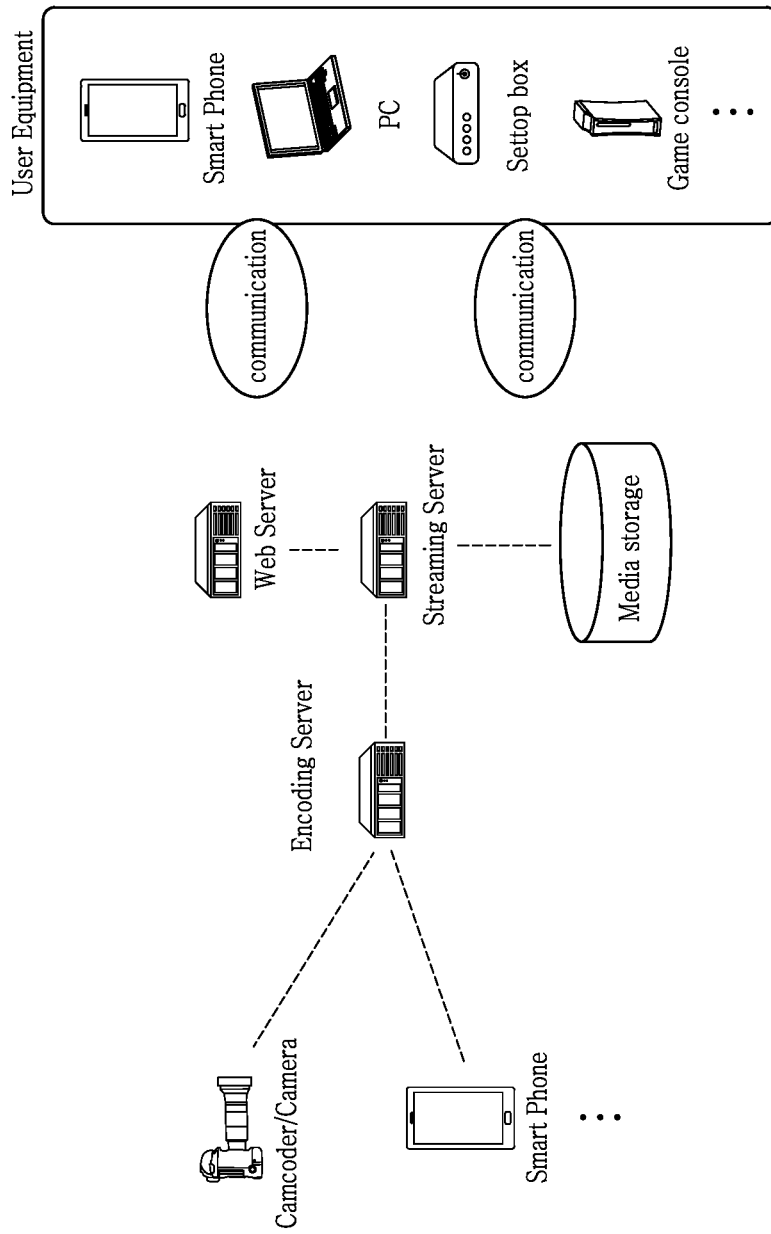 User Equipment
Smart Phone
PC
Settop box
Game console
...
communication
communication
Web Server
Streaming Server
Media storage
Encoding Server
Camcoder/Camera
Smart Phone
...